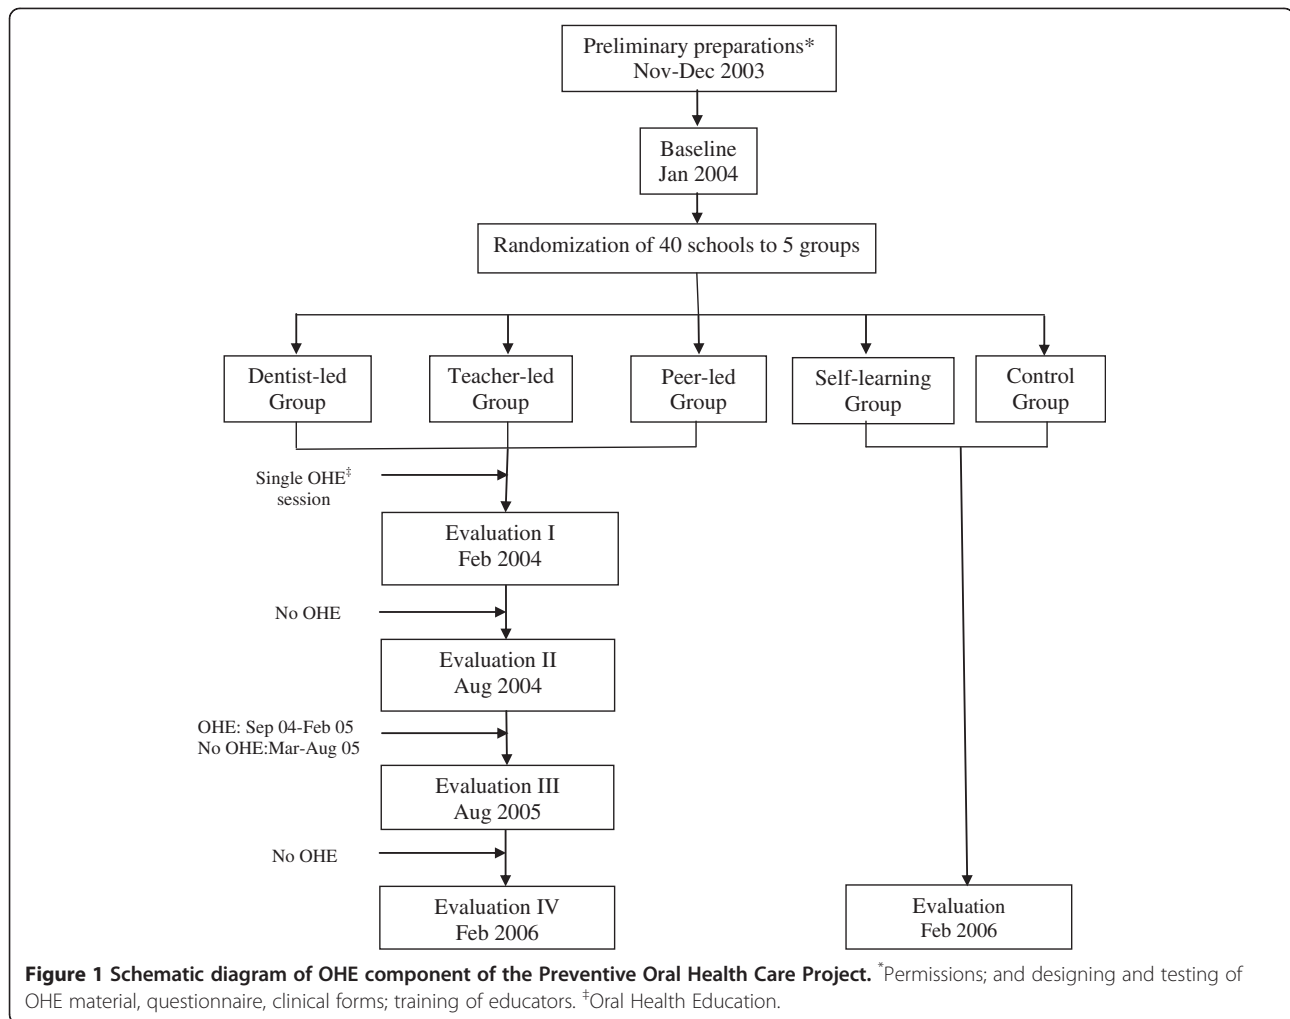 Preliminary preparations*
Nov-Dec 2003
Baseline
Jan 2004
Randomization of 40 schools to 5 groups
Dentist-led
Group
Teacher-led
Group
Peer-led
Group
Self-learning
Group
Control
Group
Single OHE‡
session
Evaluation I
Feb 2004
No OHE
Evaluation II
Aug 2004
OHE: Sep 04-Feb 05
No OHE:Mar-Aug 05
Evaluation III
Aug 2005
No OHE
Evaluation IV
Feb 2006
Evaluation
Feb 2006
Figure 1 Schematic diagram of OHE component of the Preventive Oral Health Care Project. *Permissions; and designing and testing of
OHE material, questionnaire, clinical forms; training of educators. ‡Oral Health Education.